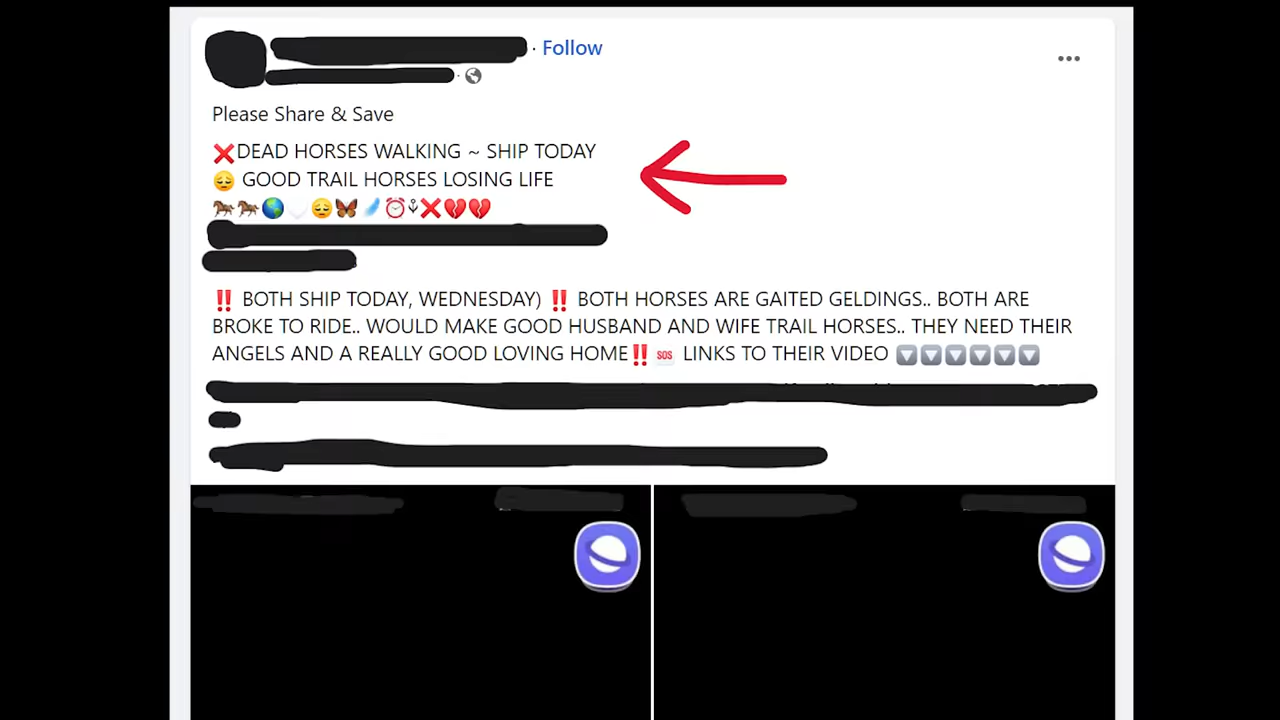 · Follow
Please Share & Save
❌DEAD HORSES WALKING ~ SHIP TODAY
😔 GOOD TRAIL HORSES LOSING LIFE
🐎🐎🌎🤍😔🦋🪶⏰⚓❌💔💔
‼️ BOTH SHIP TODAY, WEDNESDAY) ‼️ BOTH HORSES ARE GAITED GELDINGS.. BOTH ARE
BROKE TO RIDE.. WOULD MAKE GOOD HUSBAND AND WIFE TRAIL HORSES.. THEY NEED THEIR
ANGELS AND A REALLY GOOD LOVING HOME‼️🆘 LINKS TO THEIR VIDEO 🔽🔽🔽🔽🔽🔽